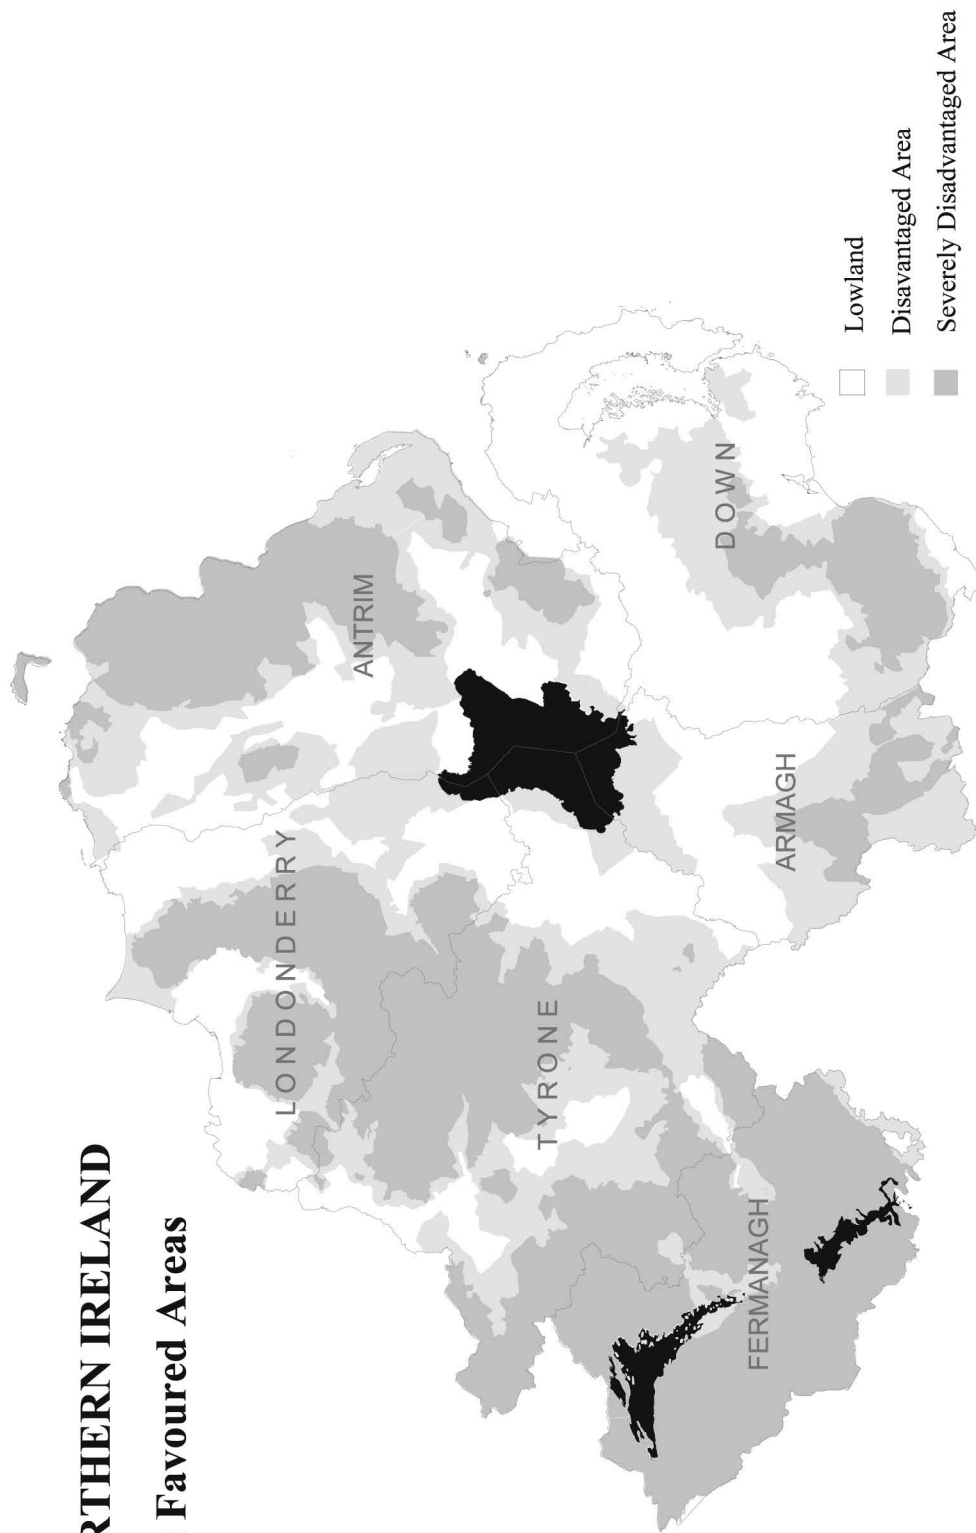 RTHERN IRELAND
Favoured Areas
LONDONDERRY
ANTRIM
TYRONE
DOWN
ARMAGH
FERMANAGH
Lowland
Disavantaged Area
Severely Disadvantaged Area